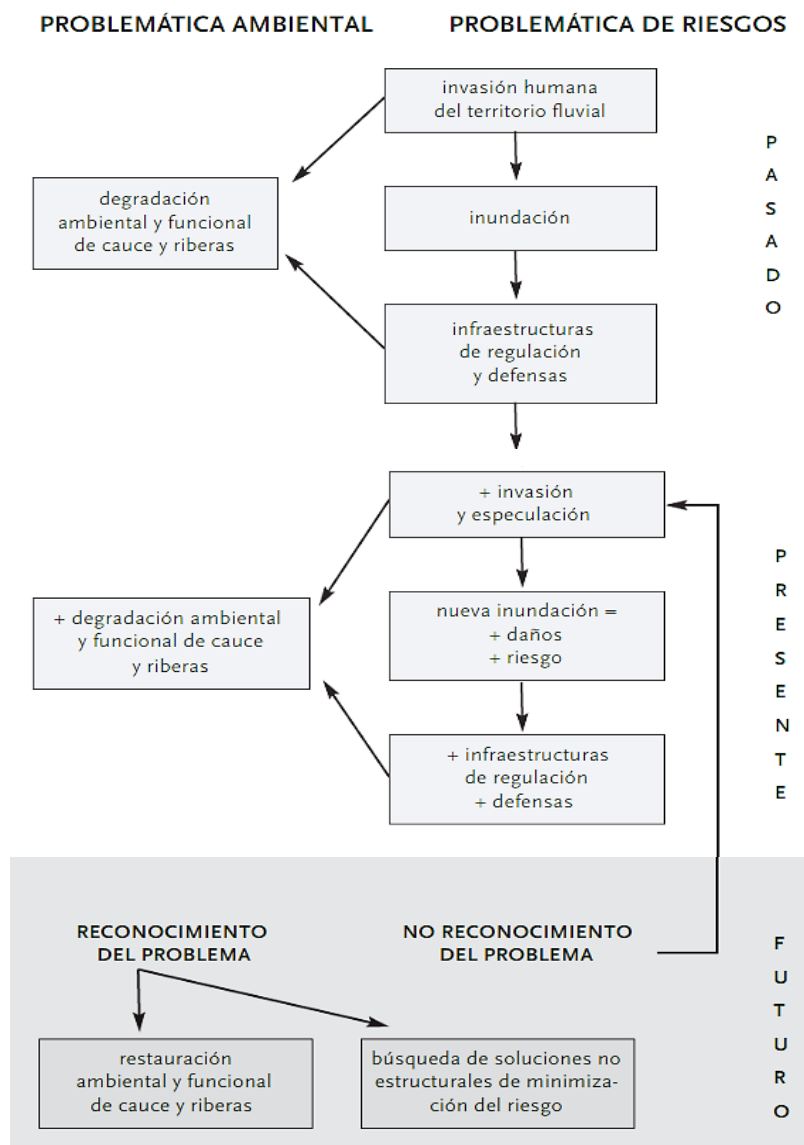 PROBLEMÁTICA AMBIENTAL
PROBLEMÁTICA DE RIESGOS
invasión humana
del territorio fluvial
P
A
S
A
D
O
degradación
ambiental y funcional
de cauce y riberas
inundación
infraestructuras
de regulación
y defensas
+ invasión
y especulación
P
R
E
S
E
N
T
E
+ degradación ambiental
y funcional de cauce
y riberas
nueva inundación =
+ daños
+ riesgo
+ infraestructuras
de regulación
+ defensas
RECONOCIMIENTO
DEL PROBLEMA
NO RECONOCIMIENTO
DEL PROBLEMA
F
U
T
U
R
O
restauración
ambiental y funcional
de cauce y riberas
búsqueda de soluciones no
estructurales de minimiza-
ción del riesgo